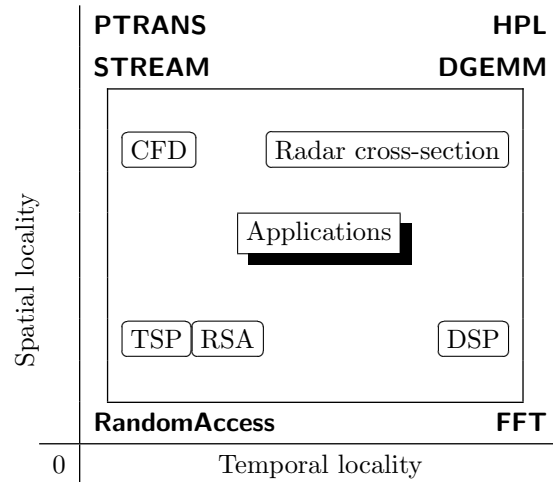 PTRANS HPL
STREAM DGEMM
CFD Radar cross-section
Applications
Spatial locality
TSP RSA DSP
RandomAccess FFT
0 Temporal locality